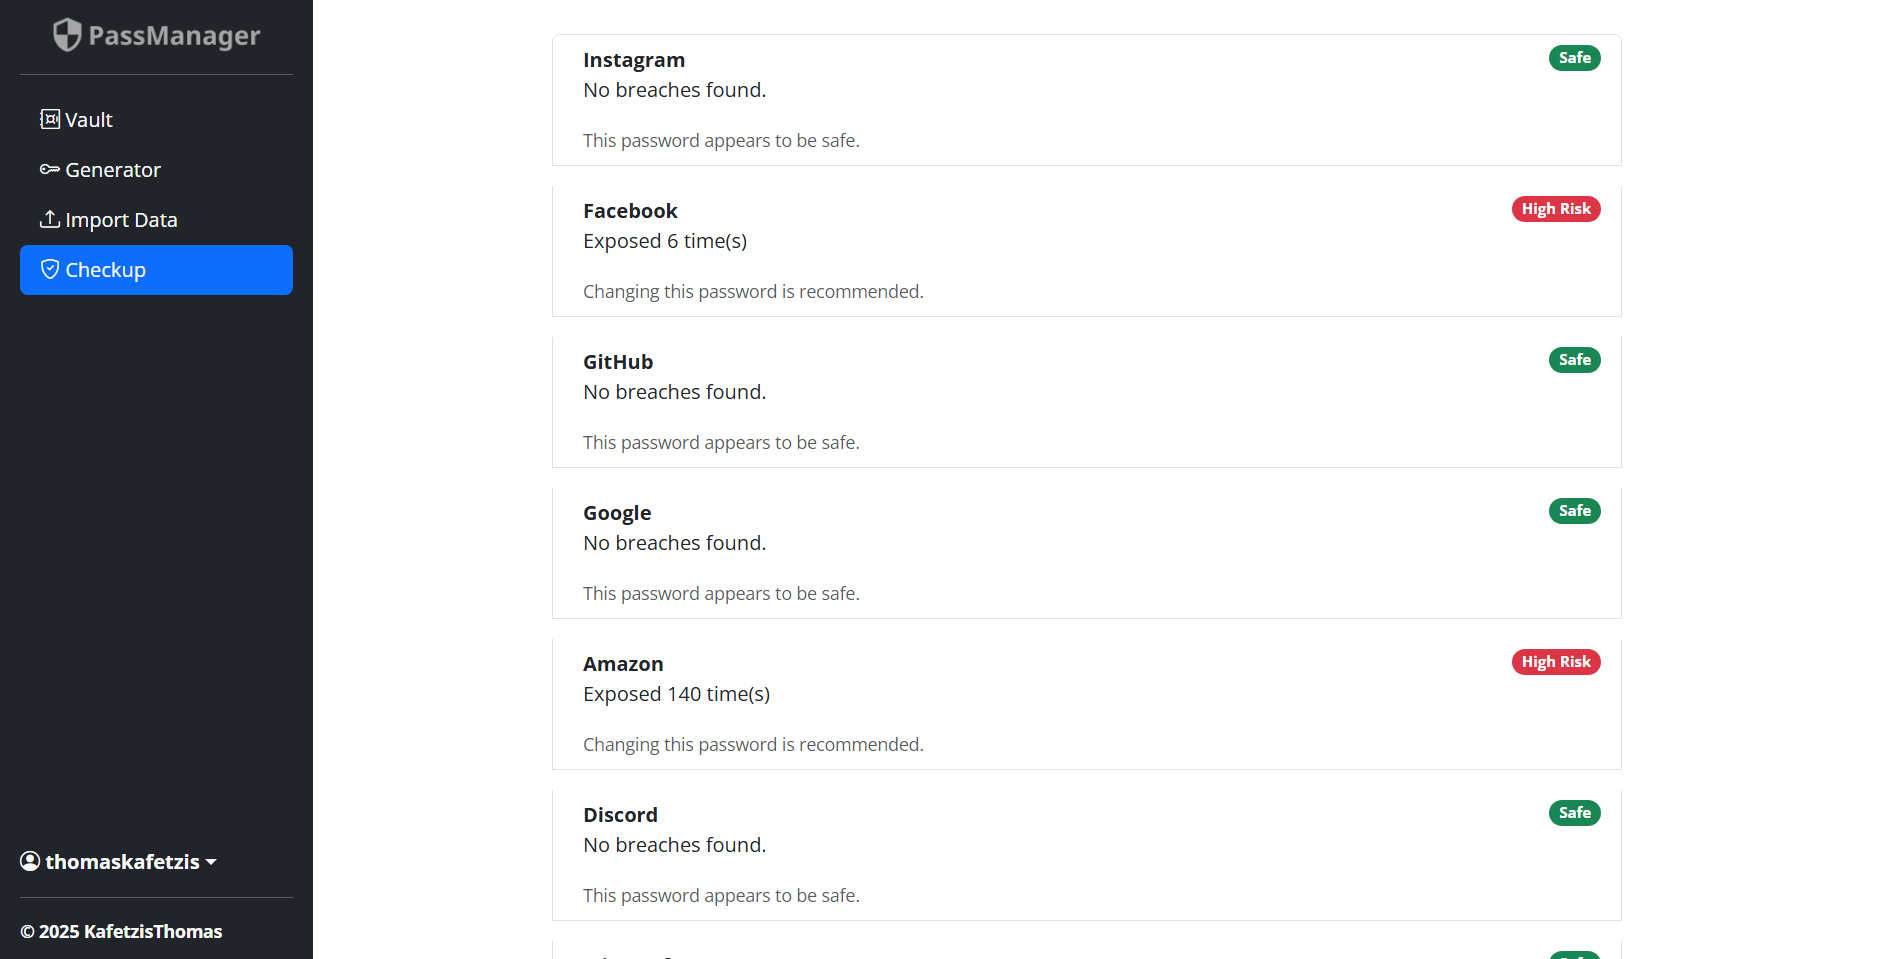 PassManager
Vault
Generator
Import Data
Checkup
thomaskafetzis
© 2025 KafetzisThomas
Instagram
Safe
No breaches found.
This password appears to be safe.
Facebook
High Risk
Exposed 6 time(s)
Changing this password is recommended.
GitHub
Safe
No breaches found.
This password appears to be safe.
Google
Safe
No breaches found.
This password appears to be safe.
Amazon
High Risk
Exposed 140 time(s)
Changing this password is recommended.
Discord
Safe
No breaches found.
This password appears to be safe.